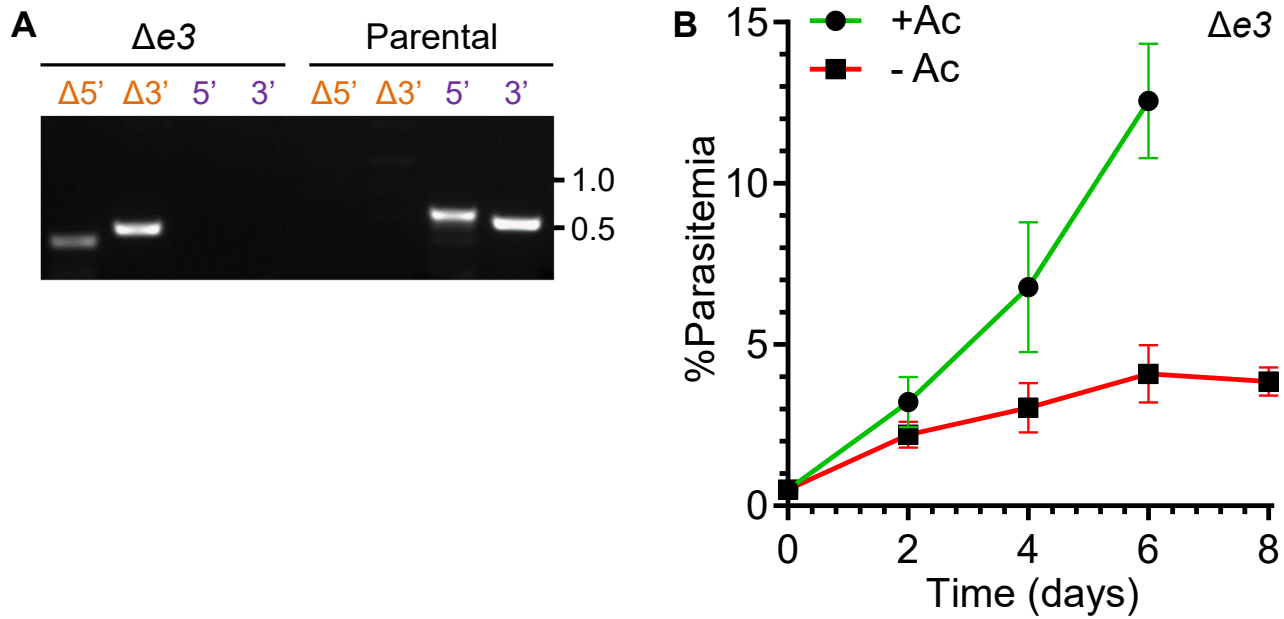 A
Δe3
Parental
Δ5’ Δ3’ 5’ 3’ Δ5’ Δ3’ 5’ 3’
1.0
0.5
B
+Ac
- Ac
Δe3
%Parasitemia
15
10
5
0
0 2 4 6 8
Time (days)